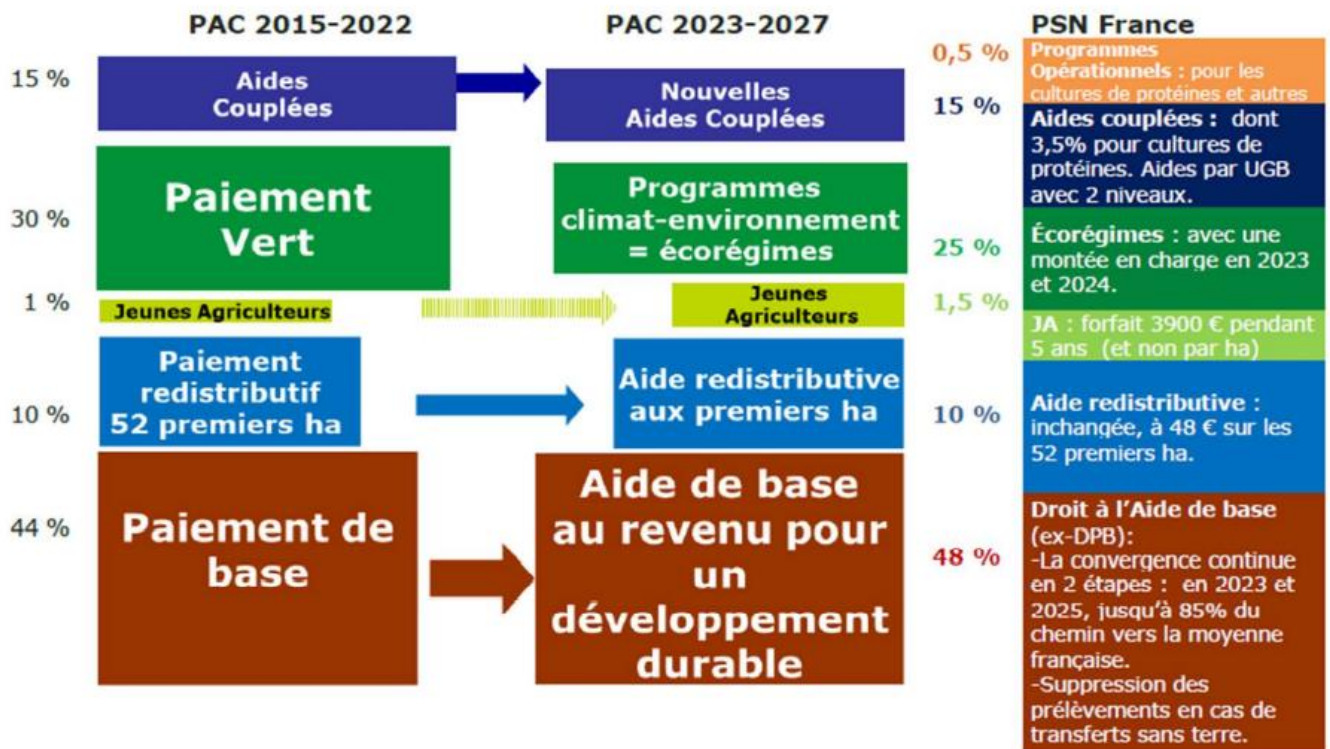 PAC 2015-2022
PAC 2023-2027
PSN France
15 %
Aides
Couplées
Nouvelles
Aides Couplées
0,5 %
15 %
Programmes
Opérationnels : pour les
cultures de protéines et autres
Aides couplées : dont
3,5% pour cultures de
protéines. Aides par UGB
avec 2 niveaux.
30 %
Paiement
Vert
Programmes
climat-environnement
= écorégimes
25 %
Écorégimes : avec une
montée en charge en 2023
et 2024.
1 %
Jeunes Agriculteurs
Jeunes
Agriculteurs
1,5 %
JA : forfait 3900 € pendant
5 ans (et non par ha)
10 %
Paiement
redistributif
52 premiers ha
Aide redistributive
aux premiers ha
10 %
Aide redistributive :
inchangée, à 48 € sur les
52 premiers ha.
44 %
Paiement de
base
Aide de base
au revenu pour
un
développement
durable
48 %
Droit à l’Aide de base
(ex-DPB):
-La convergence continue
en 2 étapes : en 2023 et
2025, jusqu’à 85% du
chemin vers la moyenne
française.
-Suppression des
prélèvements en cas de
transferts sans terre.